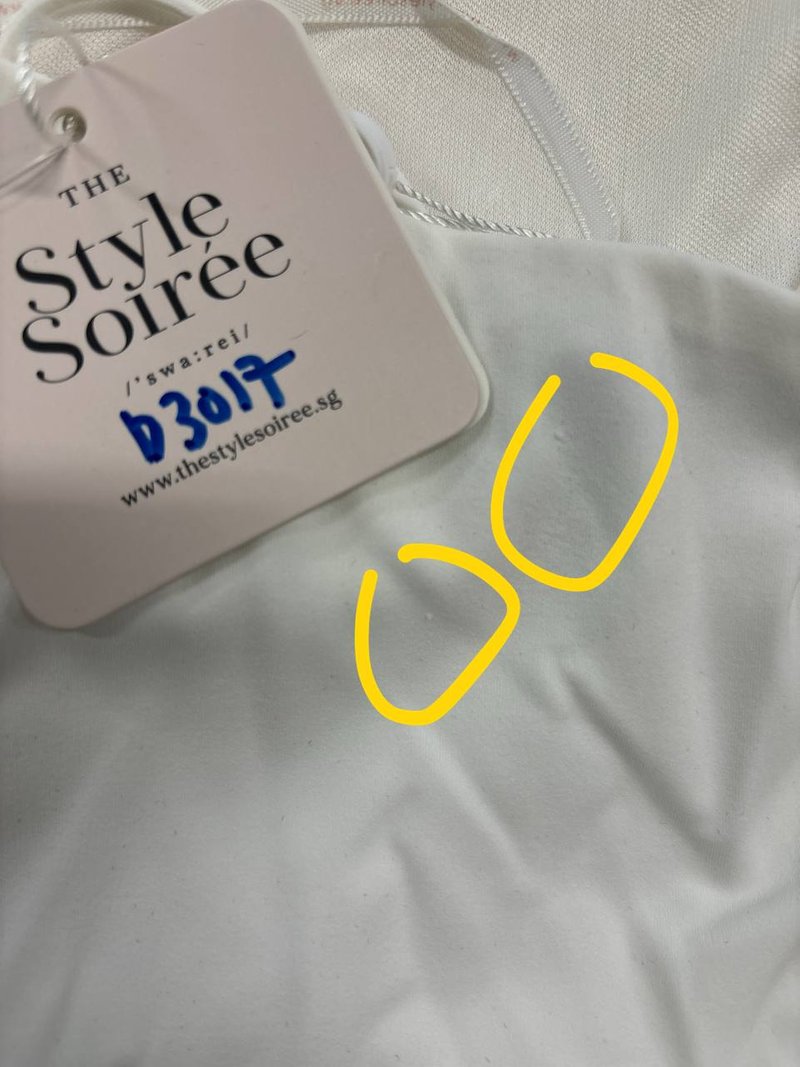 THE
Style
Soirée
/'swa:rei/
D3017
www.thestylesoiree.sg